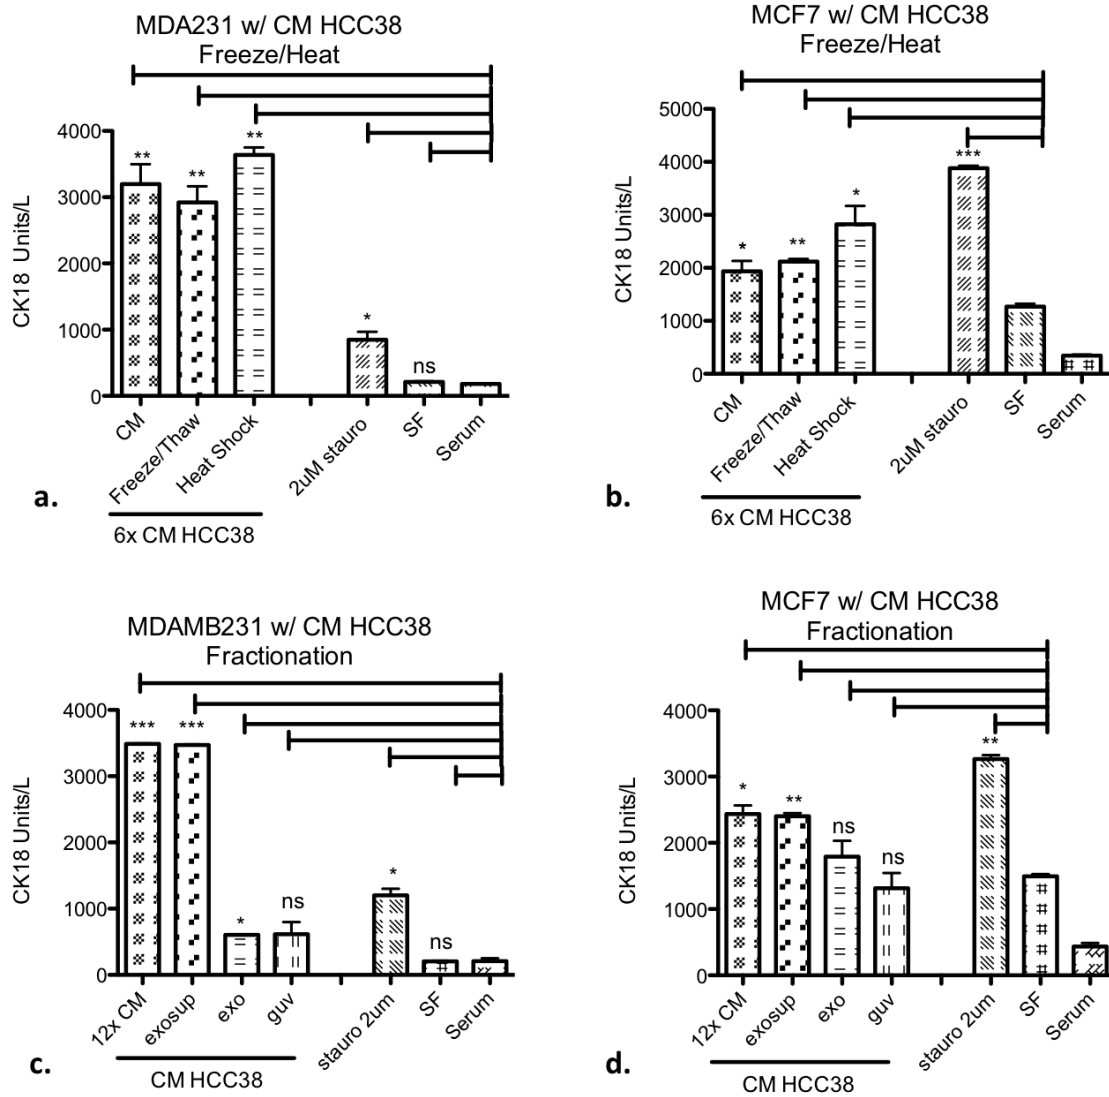 MDA231 w/ CM HCC38
Freeze/Heat
CK18 Units/L
4000
3000
2000
1000
0
**
**
**
*
ns
CM
Freeze/Thaw
Heat Shock
2uM stauro
SF
Serum
6x CM HCC38
a.
MCF7 w/ CM HCC38
Freeze/Heat
CK18 Units/L
5000
4000
3000
2000
1000
0
*
**
*
***
CM
Freeze/Thaw
Heat Shock
2uM stauro
SF
Serum
6x CM HCC38
b.
MDAMB231 w/ CM HCC38
Fractionation
CK18 Units/L
4000
3000
2000
1000
0
***
***
*
ns
*
ns
12x CM
exosup
exo
guv
stauro 2um
SF
Serum
CM HCC38
c.
MCF7 w/ CM HCC38
Fractionation
CK18 Units/L
4000
3000
2000
1000
0
*
**
ns
ns
**
12x CM
exosup
exo
guv
stauro 2um
SF
Serum
CM HCC38
d.